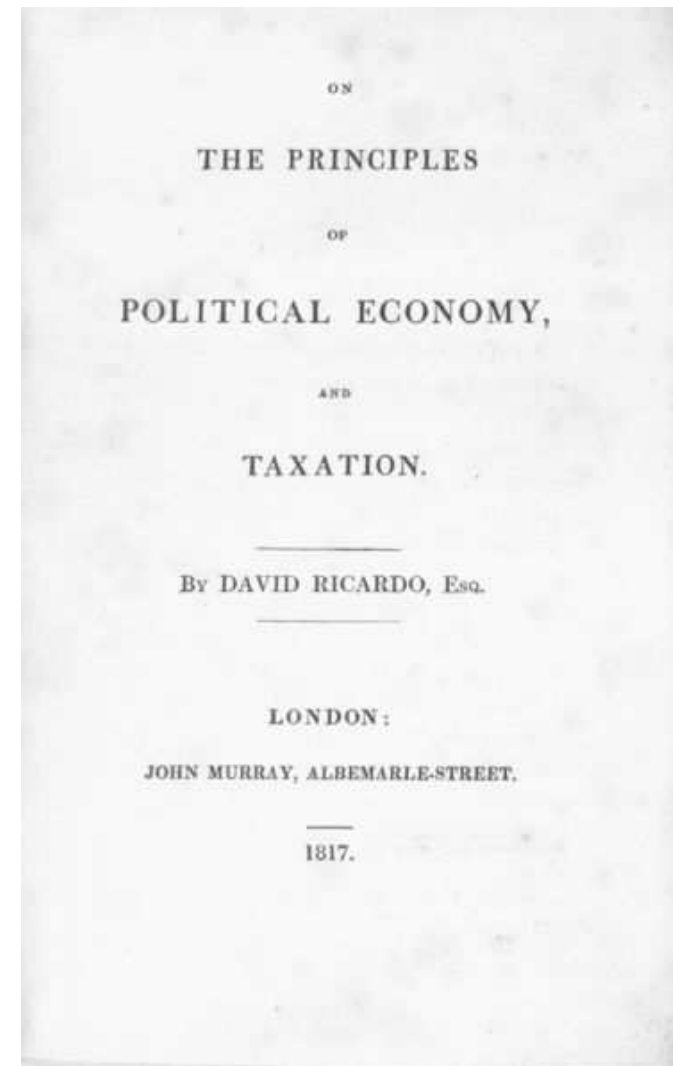 ON
THE PRINCIPLES
OF
POLITICAL ECONOMY,
AND
TAXATION.
By DAVID RICARDO, Esq.
LONDON:
JOHN MURRAY, ALBEMARLE-STREET.
1817.